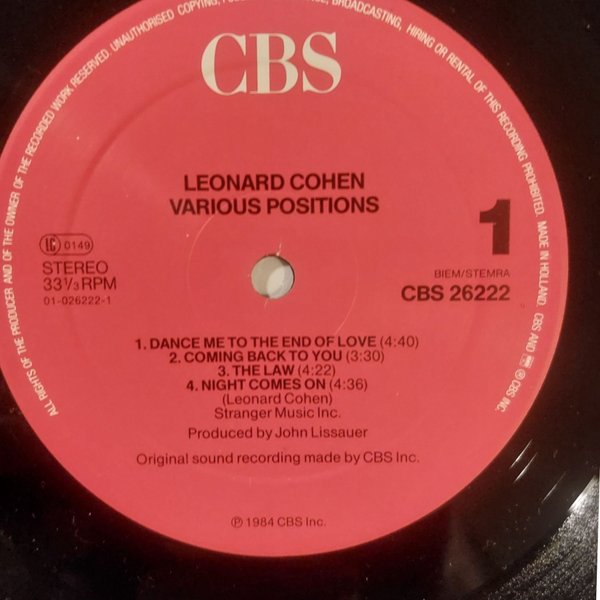 CBS
LEONARD COHEN
VARIOUS POSITIONS
1
LC 0149
STEREO
33⅓ RPM
01-026222-1
BIEM/STEMRA
CBS 26222
1. DANCE ME TO THE END OF LOVE (4:40)
2. COMING BACK TO YOU (3:30)
3. THE LAW (4:22)
4. NIGHT COMES ON (4:36)
(Leonard Cohen)
Stranger Music Inc.
Produced by John Lissauer
Original sound recording made by CBS Inc.
℗ 1984 CBS Inc.
ALL RIGHTS OF THE PRODUCER AND OF THE OWNER OF THE RECORDED WORK RESERVED. UNAUTHORISED COPYING, BROADCASTING, HIRING OR RENTAL OF THIS RECORDING PROHIBITED. MADE IN HOLLAND. CBS AND ® CBS INC.